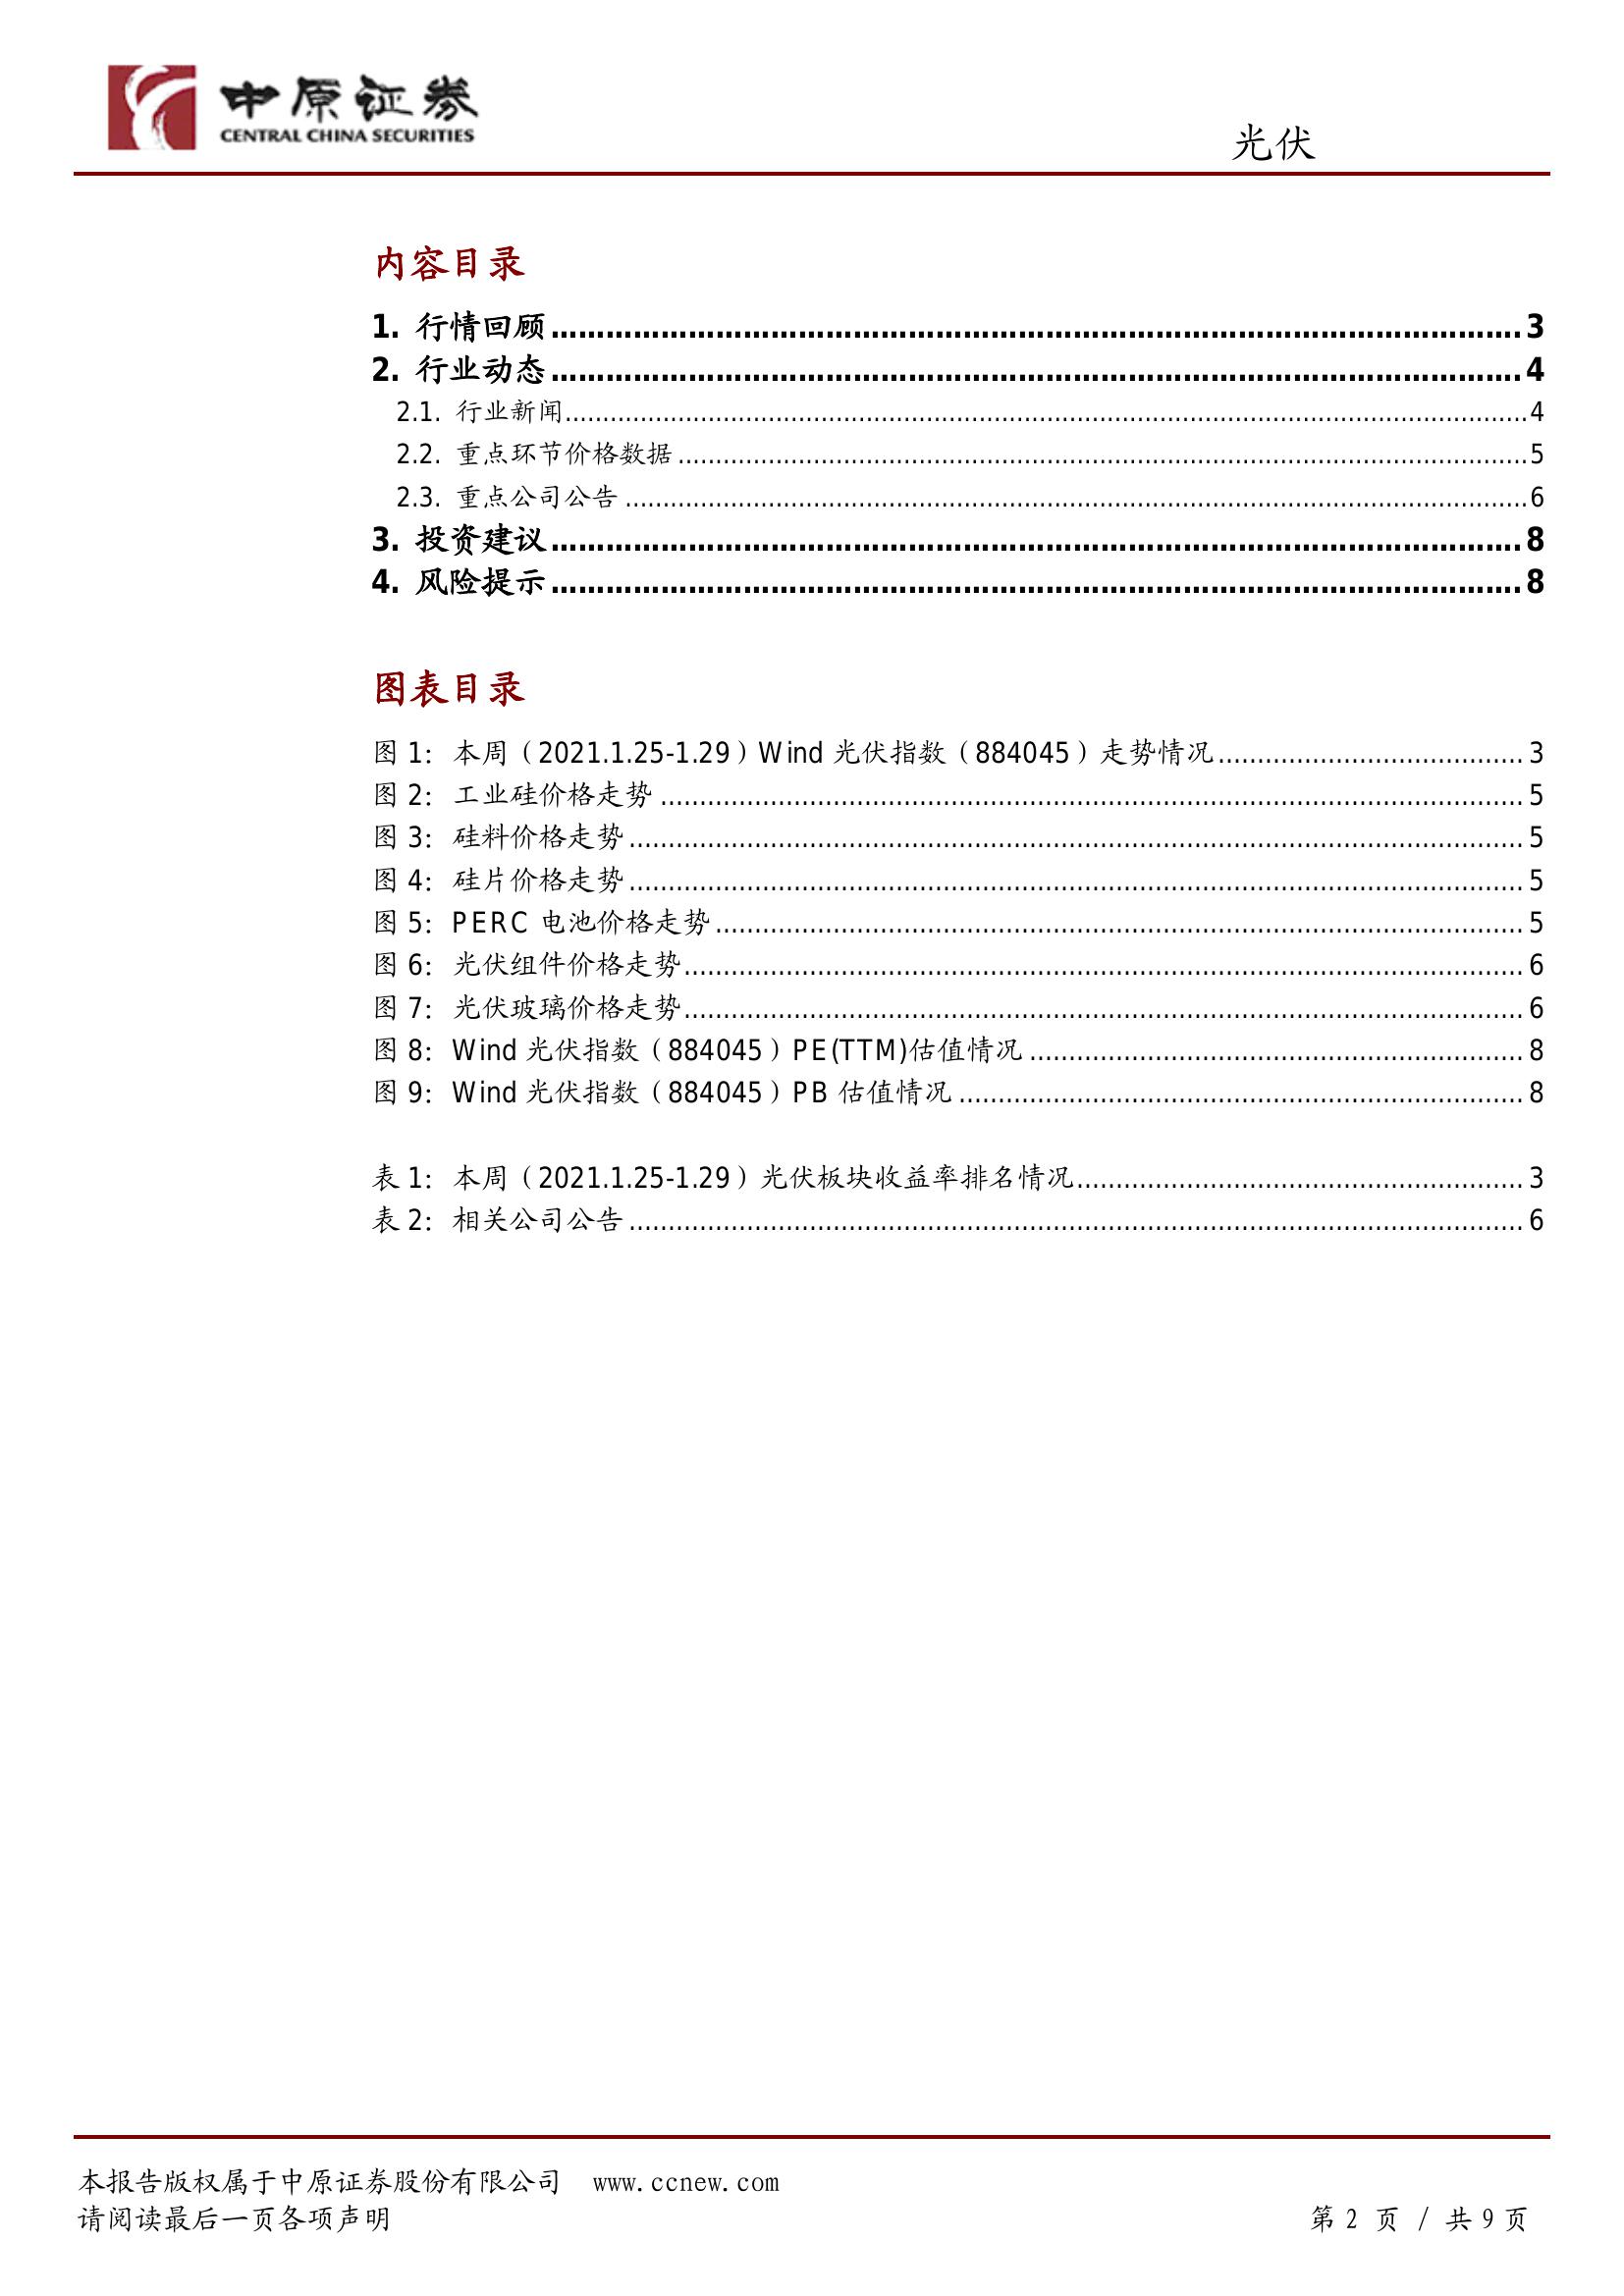 中原证券
CENTRAL CHINA SECURITIES
光伏
内容目录
1. 行情回顾........................................3
2. 行业动态........................................4
2.1. 行业新闻........................................4
2.2. 重点环节价格数据........................................5
2.3. 重点公司公告........................................6
3. 投资建议........................................8
4. 风险提示........................................8
图表目录
图 1: 本周（2021.1.25-1.29）Wind 光伏指数（884045）走势情况........................................3
图 2: 工业硅价格走势........................................5
图 3: 硅料价格走势........................................5
图 4: 硅片价格走势........................................5
图 5: PERC 电池价格走势........................................5
图 6: 光伏组件价格走势........................................6
图 7: 光伏玻璃价格走势........................................6
图 8: Wind 光伏指数（884045）PE(TTM)估值情况........................................8
图 9: Wind 光伏指数（884045）PB 估值情况........................................8
表 1: 本周（2021.1.25-1.29）光伏板块收益率排名情况........................................3
表 2: 相关公司公告........................................6
本报告版权属于中原证券股份有限公司 www.ccnew.com
请阅读最后一页各项声明
第 2 页 / 共 9 页